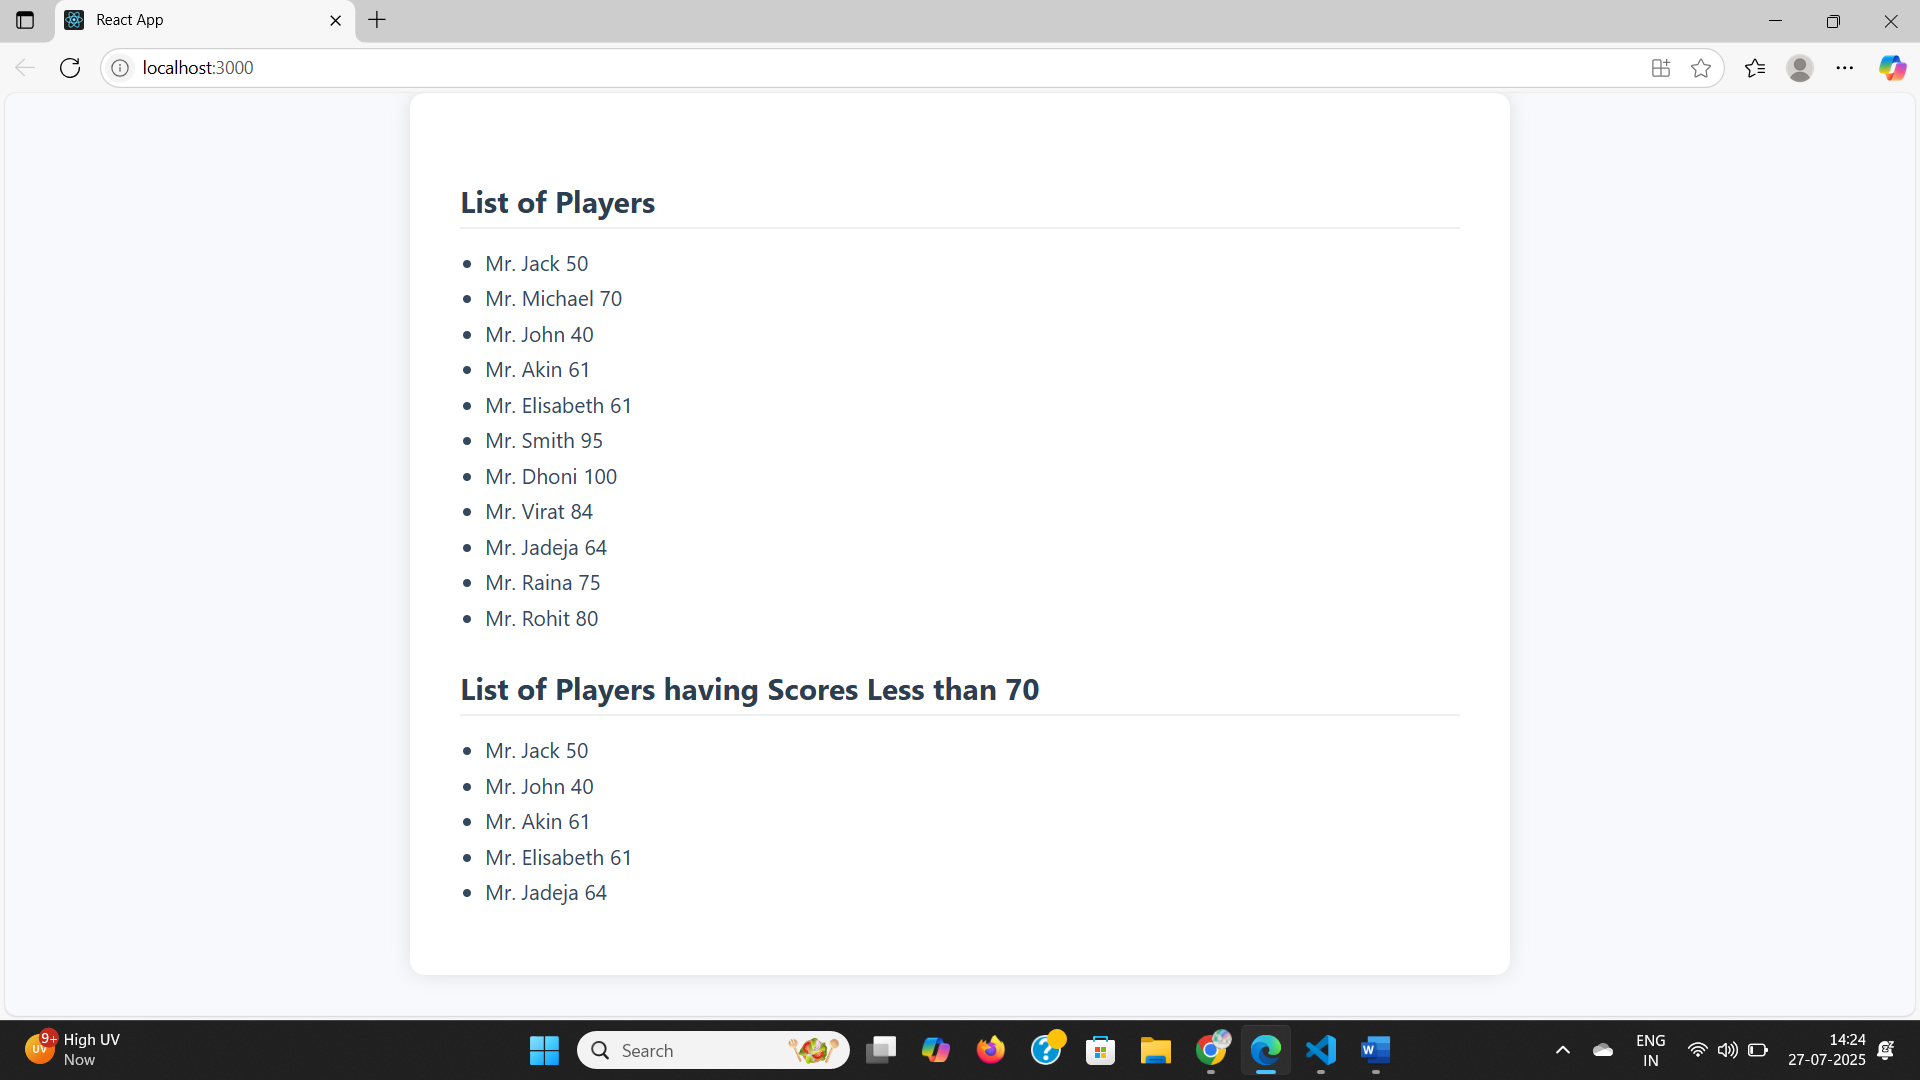 React App
localhost:3000
List of Players
Mr. Jack 50
Mr. Michael 70
Mr. John 40
Mr. Akin 61
Mr. Elisabeth 61
Mr. Smith 95
Mr. Dhoni 100
Mr. Virat 84
Mr. Jadeja 64
Mr. Raina 75
Mr. Rohit 80
List of Players having Scores Less than 70
Mr. Jack 50
Mr. John 40
Mr. Akin 61
Mr. Elisabeth 61
Mr. Jadeja 64
9+
UV
High UV
Now
Search
W
ENG
IN
14:24
27-07-2025